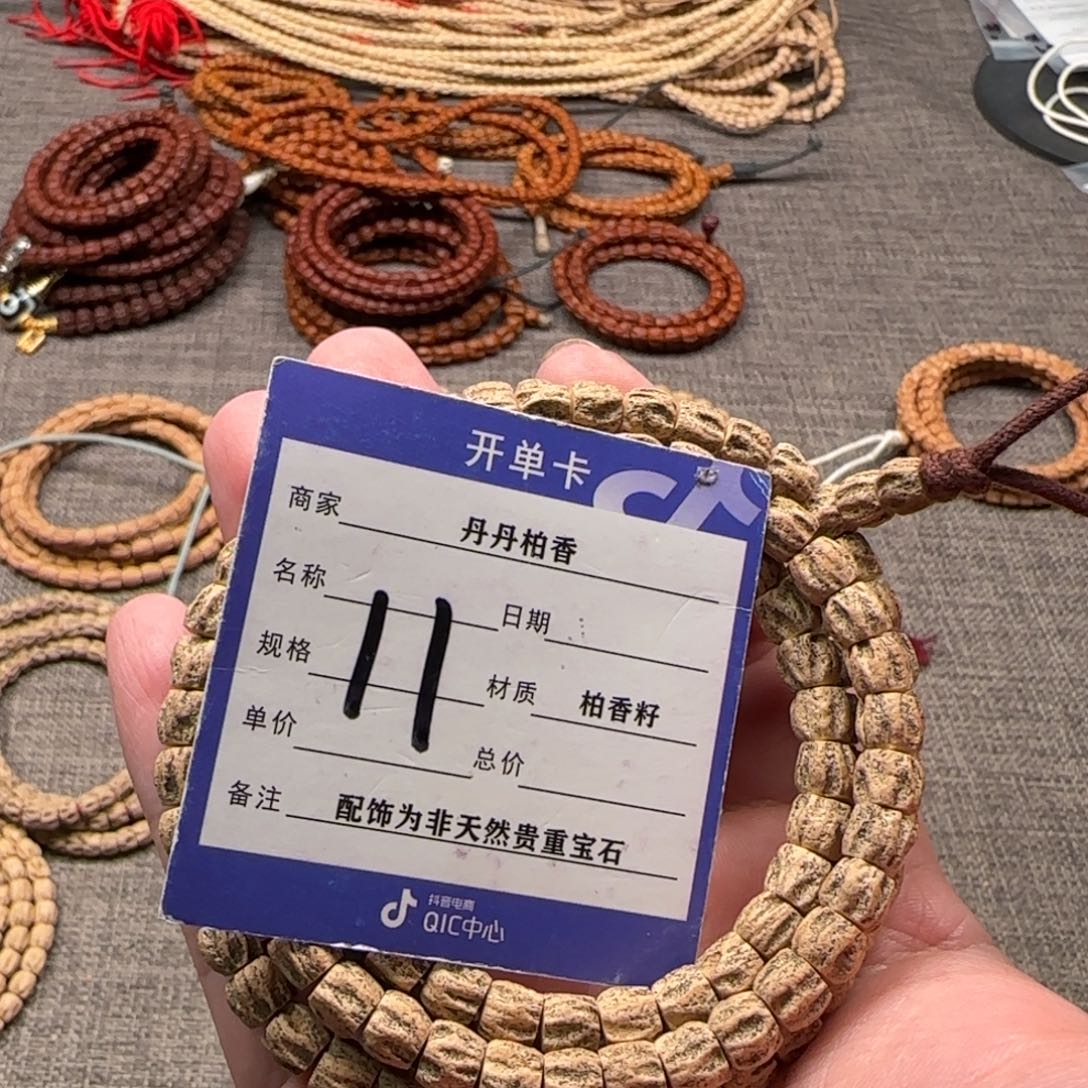 开单卡
商家 丹丹柏香
名称 日期
11
规格 材质 柏香籽
单价 总价
备注 配饰为非天然贵重宝石
抖音电商
QIC中心